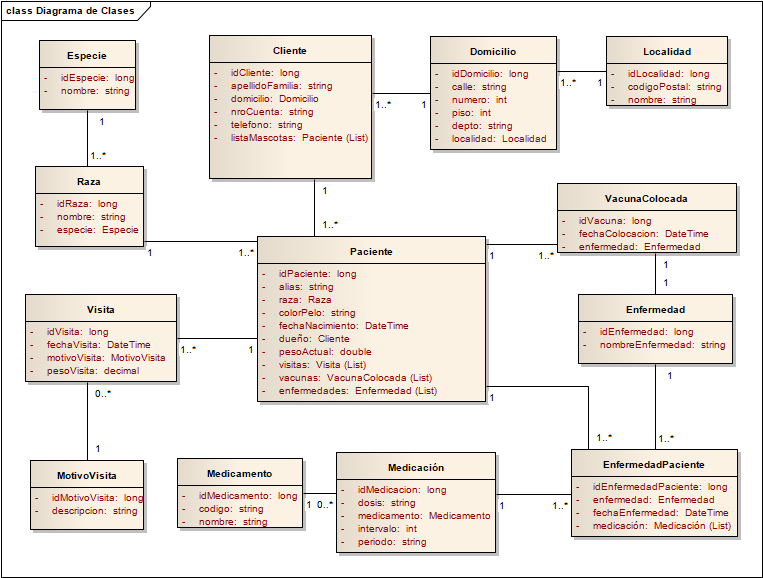 class Diagrama de Clases
Especie
- idEspecie: long
- nombre: string
1
1..*
Raza
- idRaza: long
- nombre: string
- especie: Especie
1
1..*
Cliente
- idCliente: long
- apellidoFamilia: string
- domicilio: Domicilio
- nroCuenta: string
- telefono: string
- listaMascotas: Paciente (List)
1..*
1
1
1..*
Domicilio
- idDomicilio: long
- calle: string
- numero: int
- piso: int
- depto: string
- localidad: Localidad
1..*
1
Localidad
- idLocalidad: long
- codigoPostal: string
- nombre: string
Paciente
- idPaciente: long
- alias: string
- raza: Raza
- colorPelo: string
- fechaNacimiento: DateTime
- dueño: Cliente
- pesoActual: double
- visitas: Visita (List)
- vacunas: VacunaColocada (List)
- enfermedades: Enfermedad (List)
1
1..*
VacunaColocada
- idVacuna: long
- fechaColocacion: DateTime
- enfermedad: Enfermedad
1
1
Enfermedad
- idEnfermedad: long
- nombreEnfermedad: string
1
1..*
Visita
- idVisita: long
- fechaVisita: DateTime
- motivoVisita: MotivoVisita
- pesoVisita: decimal
1..*
1
0..*
1
MotivoVisita
- idMotivoVisita: long
- descripcion: string
1
1..*
Medicamento
- idMedicamento: long
- codigo: string
- nombre: string
1
0..*
Medicación
- idMedicacion: long
- dosis: string
- medicamento: Medicamento
- intervalo: int
- periodo: string
1
1..*
EnfermedadPaciente
- idEnfermedadPaciente: long
- enfermedad: Enfermedad
- fechaEnfermedad: DateTime
- medicación: Medicación (List)